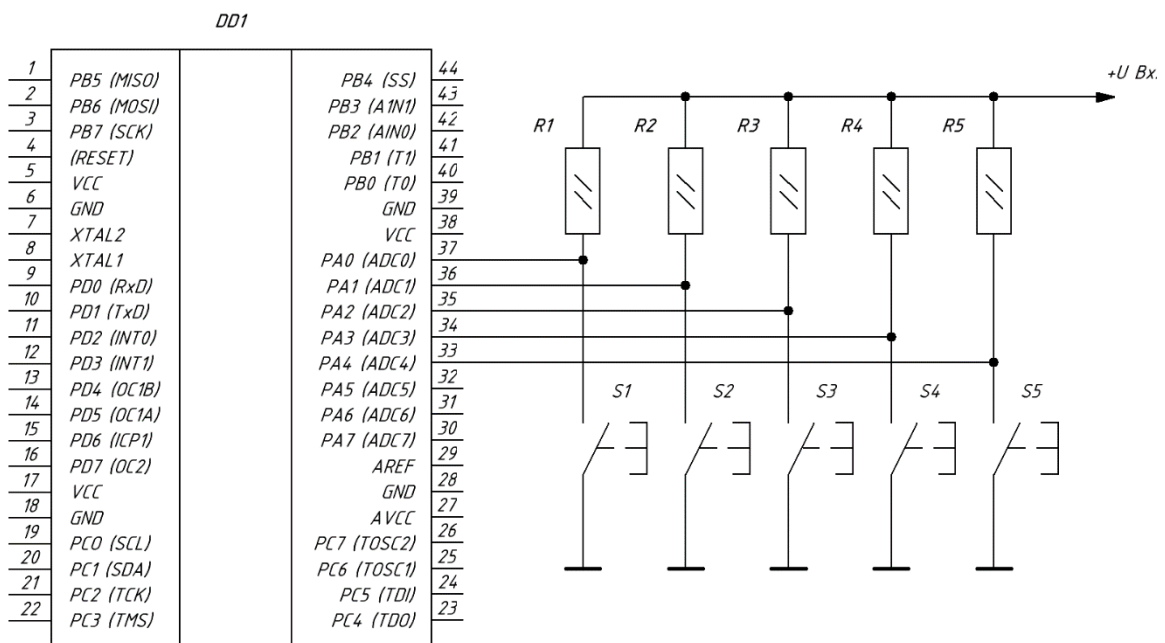 DD1
1 PB5 (MISO) PB4 (SS) 44
2 PB6 (MOSI) PB3 (A1N1) 43
3 PB7 (SCK) PB2 (AIN0) 42
4 (RESET) PB1 (T1) 41
5 VCC PB0 (T0) 40
6 GND GND 39
7 XTAL2 VCC 38
8 XTAL1 PA0 (ADC0) 37
9 PD0 (RxD) PA1 (ADC1) 36
10 PD1 (TxD) PA2 (ADC2) 35
11 PD2 (INT0) PA3 (ADC3) 34
12 PD3 (INT1) PA4 (ADC4) 33
13 PD4 (OC1B) PA5 (ADC5) 32
14 PD5 (OC1A) PA6 (ADC6) 31
15 PD6 (ICP1) PA7 (ADC7) 30
16 PD7 (OC2) AREF 29
17 VCC GND 28
18 GND AVCC 27
19 PC0 (SCL) PC7 (TOSC2) 26
20 PC1 (SDA) PC6 (TOSC1) 25
21 PC2 (TCK) PC5 (TDI) 24
22 PC3 (TMS) PC4 (TDO) 23
+U Вх.
R1 R2 R3 R4 R5
S1 S2 S3 S4 S5